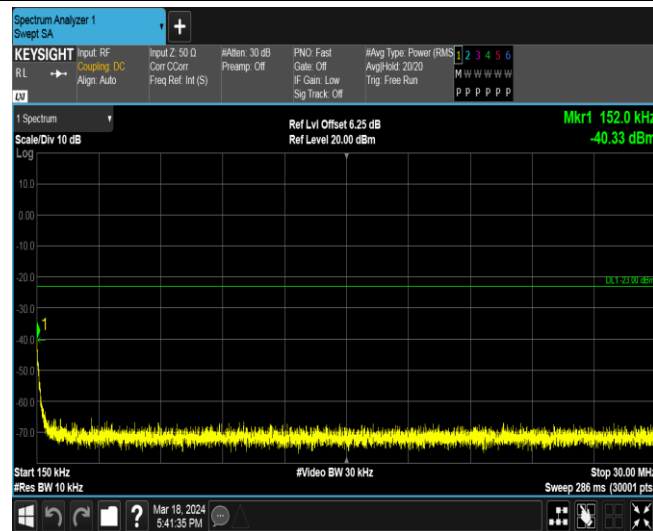 Spectrum Analyzer 1
Swept SA
+
KEYSIGHT
RL
LXI
Input: RF
Coupling: DC
Align: Auto
Input Z: 50 Ω
Corr CCorr
Freq Ref: Int (S)
#Atten: 30 dB
Preamp: Off
PNO: Fast
Gate: Off
IF Gain: Low
Sig Track: Off
#Avg Type: Power (RMS
Avg|Hold: 20/20
Trig: Free Run
1 2 3 4 5 6
M W W W W W
P P P P P P
1 Spectrum
Scale/Div 10 dB
Ref Lvl Offset 6.25 dB
Ref Level 20.00 dBm
Mkr1 152.0 kHz
-40.33 dBm
Log
10.0
0.00
-10.0
-20.0
DL1 -23.00 dBm
-30.0
1
-40.0
-50.0
-60.0
-70.0
Start 150 kHz
#Video BW 30 kHz
Stop 30.00 MHz
#Res BW 10 kHz
Sweep 286 ms (30001 pts
?
Mar 18, 2024
5:41:35 PM